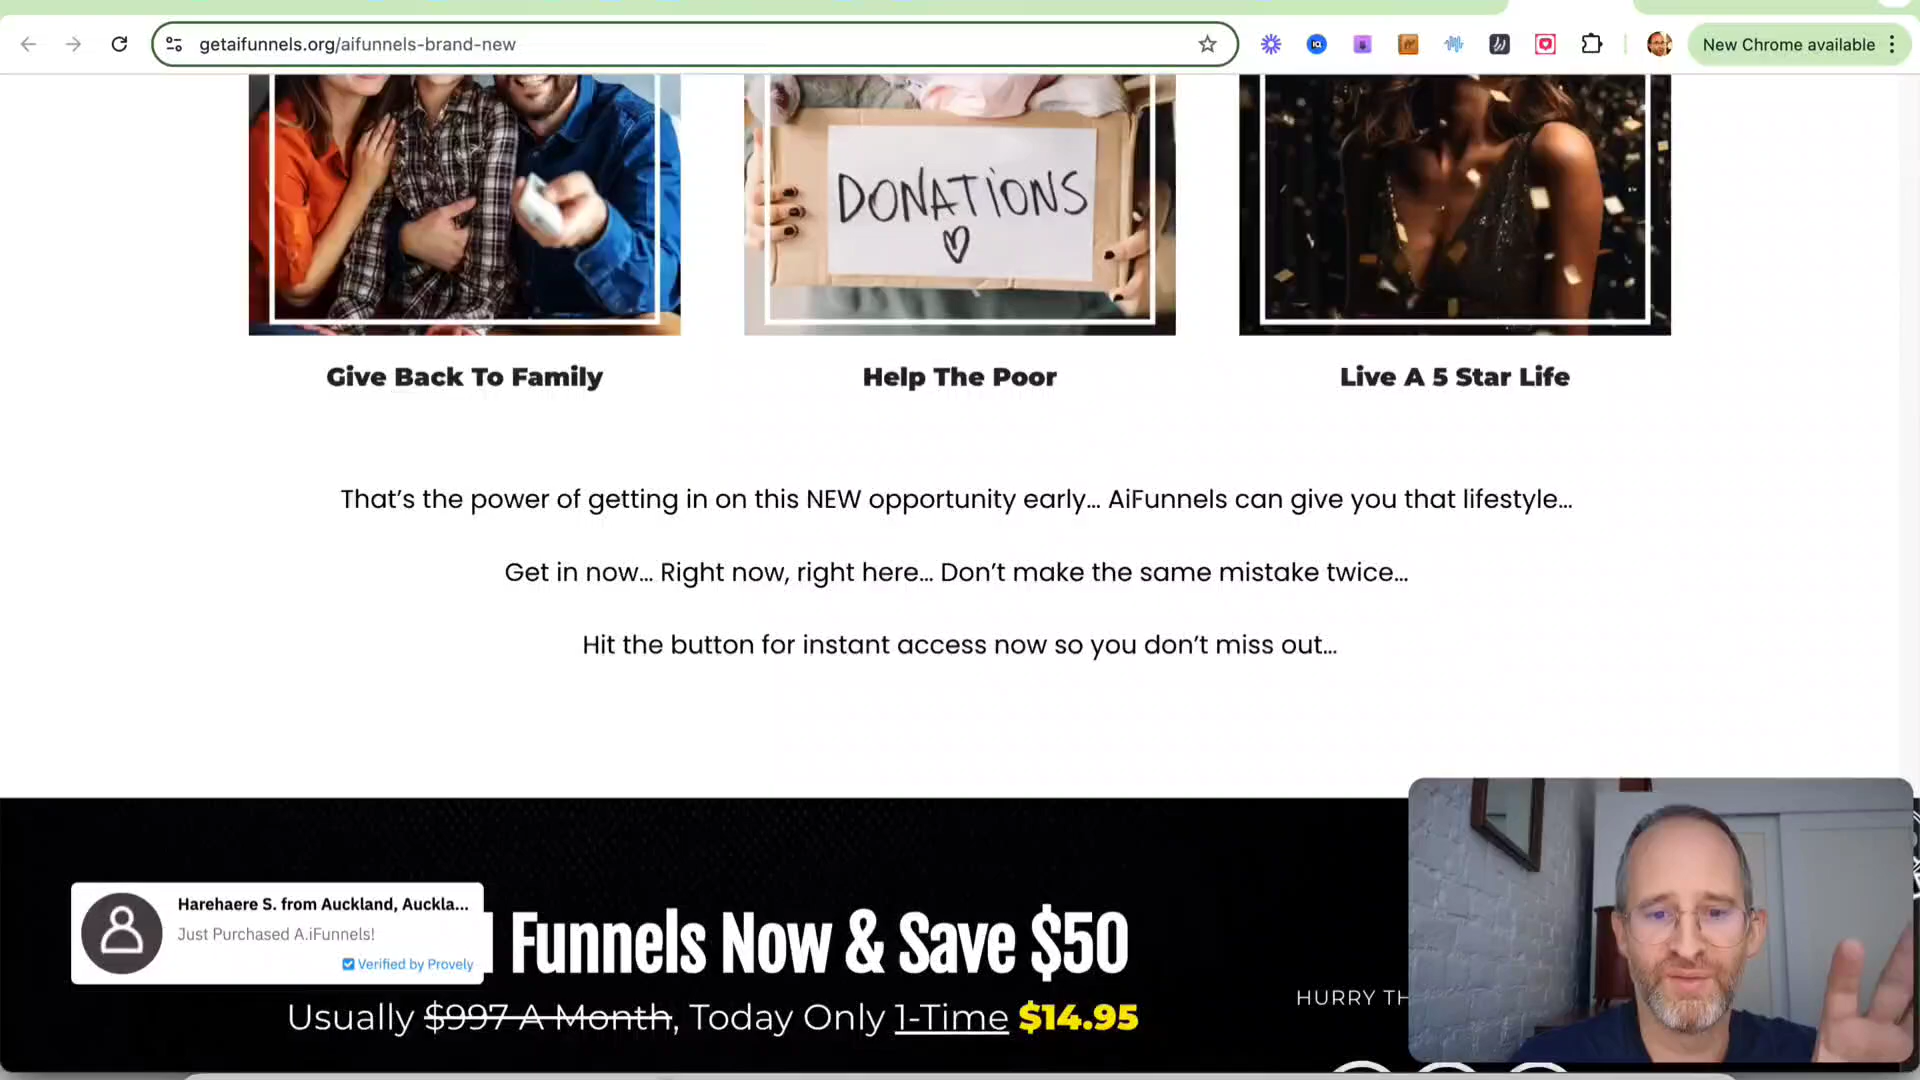 getaifunnels.org/aifunnels-brand-new
New Chrome available
DONATIONS
Give Back To Family
Help The Poor
Live A 5 Star Life
That's the power of getting in on this NEW opportunity early... AiFunnels can give you that lifestyle...
Get in now... Right now, right here... Don't make the same mistake twice...
Hit the button for instant access now so you don't miss out...
Harehaere S. from Auckland, Auckla...
Just Purchased A.iFunnels!
Verified by Provely
Funnels Now & Save $50
Usually $997 A Month, Today Only 1-Time $14.95
HURRY